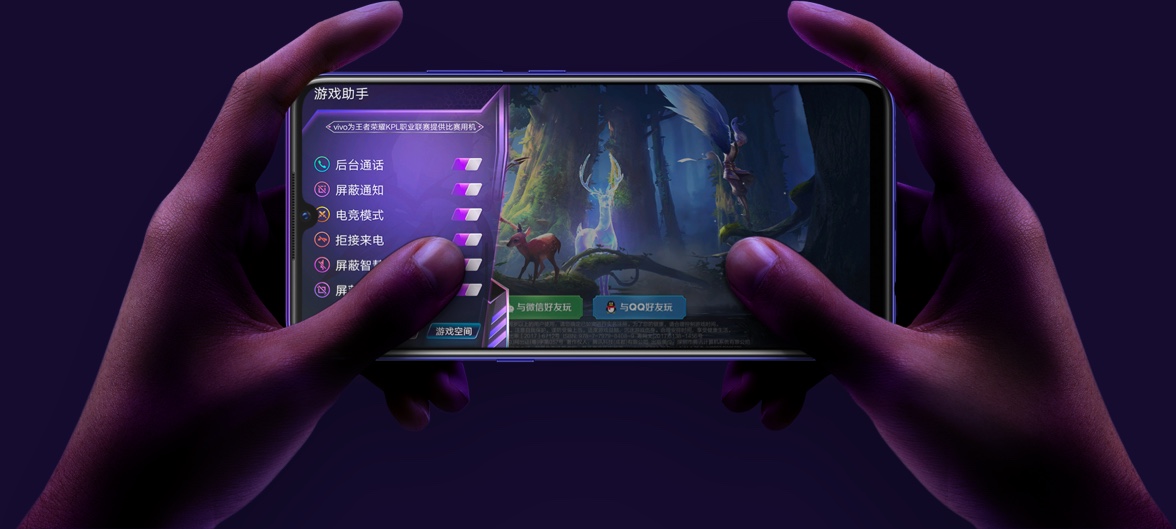 游戏助手
vivo为王者荣耀KPL职业联赛提供比赛用机
后台通话
屏蔽通知
电竞模式
拒接来电
屏蔽智
屏
游戏空间
与微信好友玩
与QQ好友玩